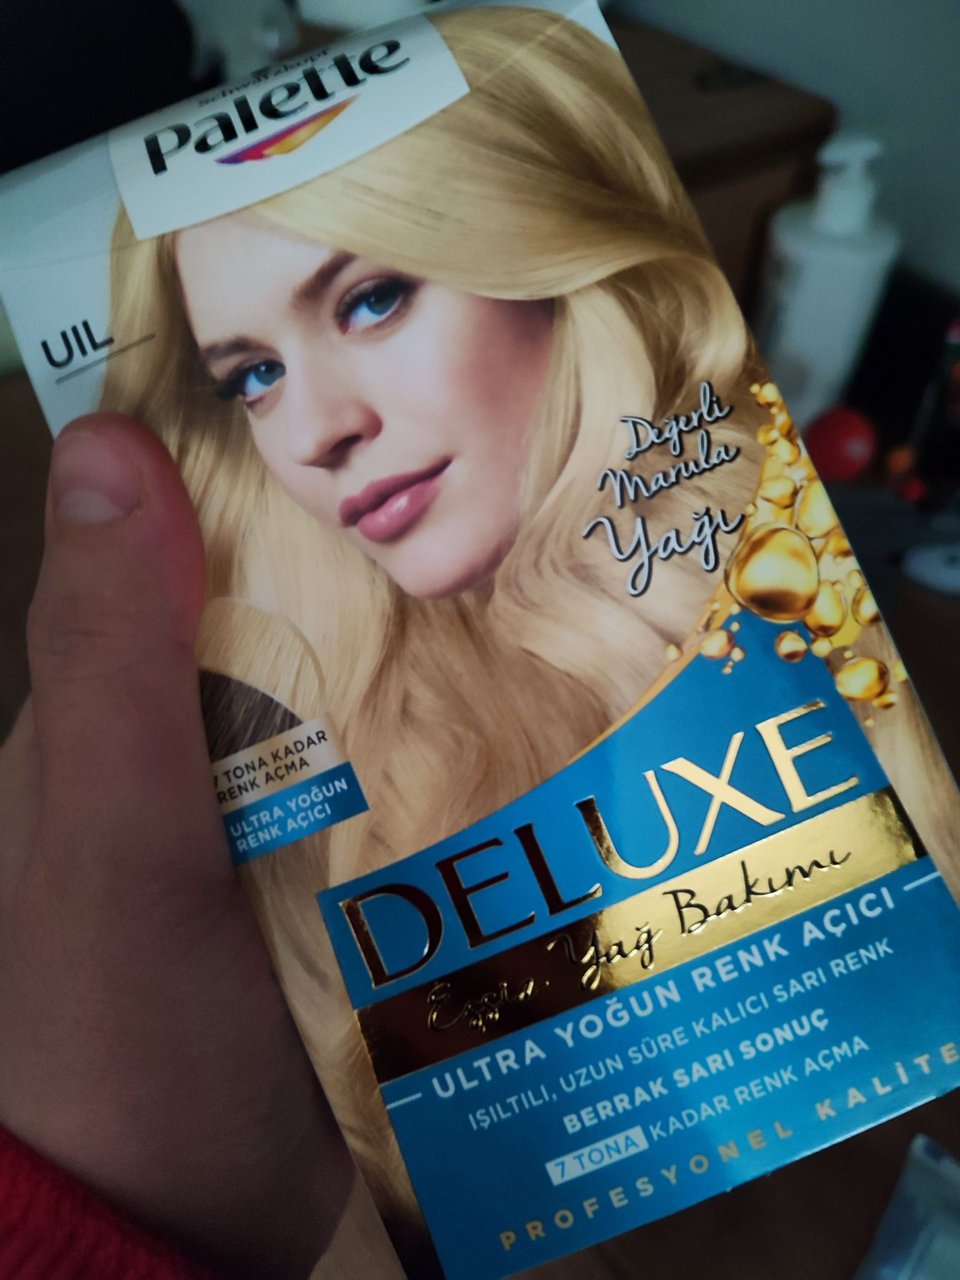 Schwarzkopf
Palette
UIL
Değerli
Marula
Yağı
7 TONA KADAR
RENK AÇMA
ULTRA YOĞUN
RENK AÇICI
DELUXE
Eşsiz Yağ Bakımı
ULTRA YOĞUN RENK AÇICI
IŞILTILI, UZUN SÜRE KALICI SARI RENK
BERRAK SARI SONUÇ
7 TONA KADAR RENK AÇMA
PROFESYONEL KALİTE